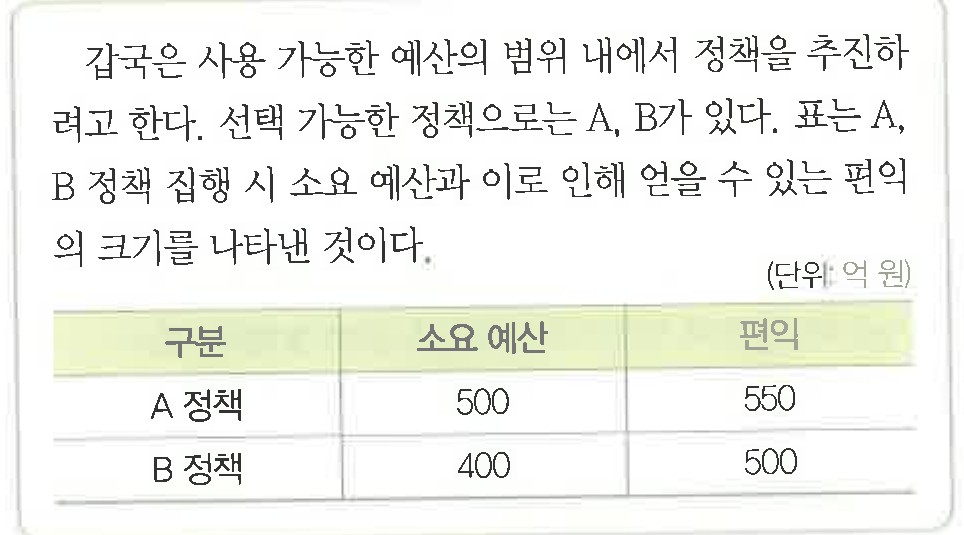 갑국은 사용 가능한 예산의 범위 내에서 정책을 추진하
려고 한다. 선택 가능한 정책으로는 A, B가 있다. 표는 A,
B 정책 집행 시 소요 예산과 이로 인해 얻을 수 있는 편익
의 크기를 나타낸 것이다.
(단위: 억 원)
구분 소요 예산 편익
A 정책 500 550
B 정책 400 500